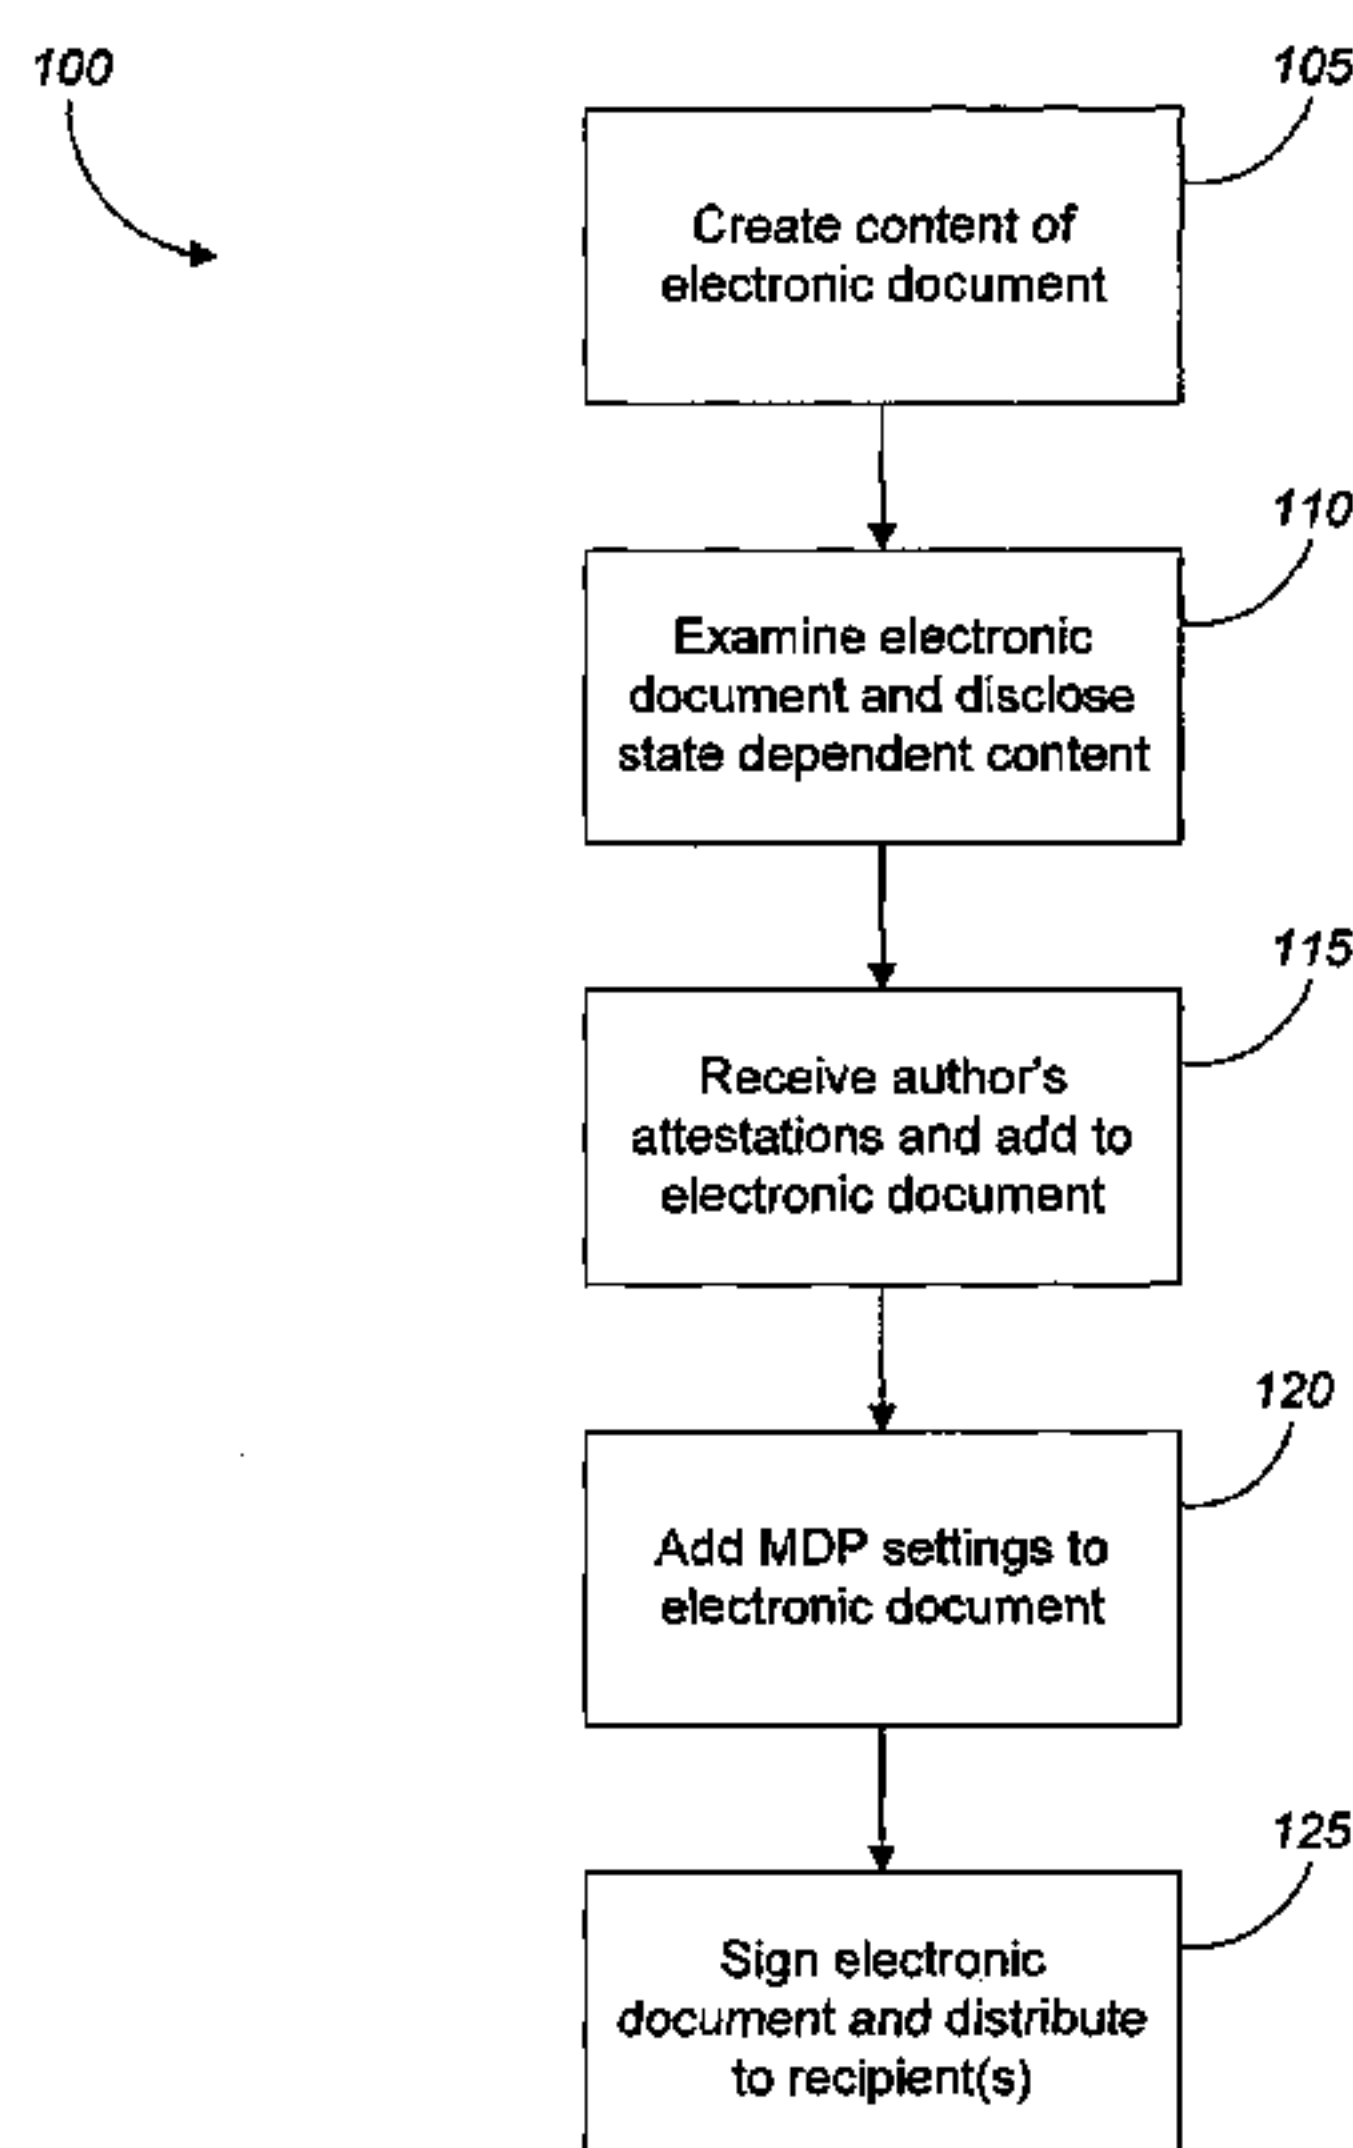 100
105
Create content of
electronic document
110
Examine electronic
document and disclose
state dependent content
115
Receive author's
attestations and add to
electronic document
120
Add MDP settings to
electronic document
125
Sign electronic
document and distribute
to recipient(s)